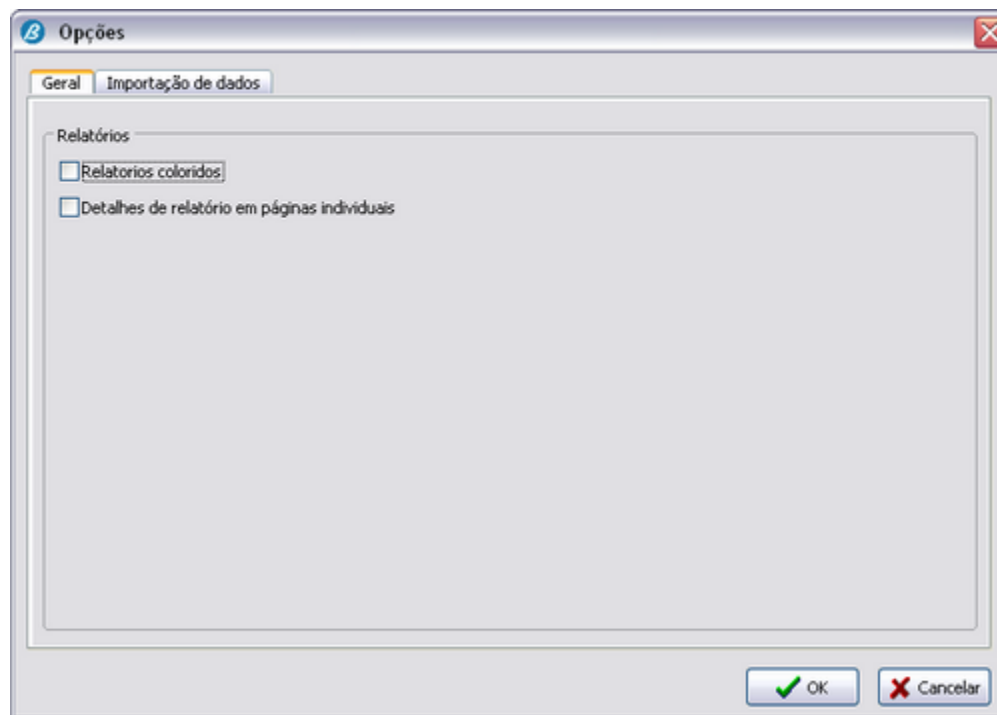 Opções
Geral
Importação de dados
Relatórios
Relatorios coloridos
Detalhes de relatório em páginas individuais
OK
Cancelar